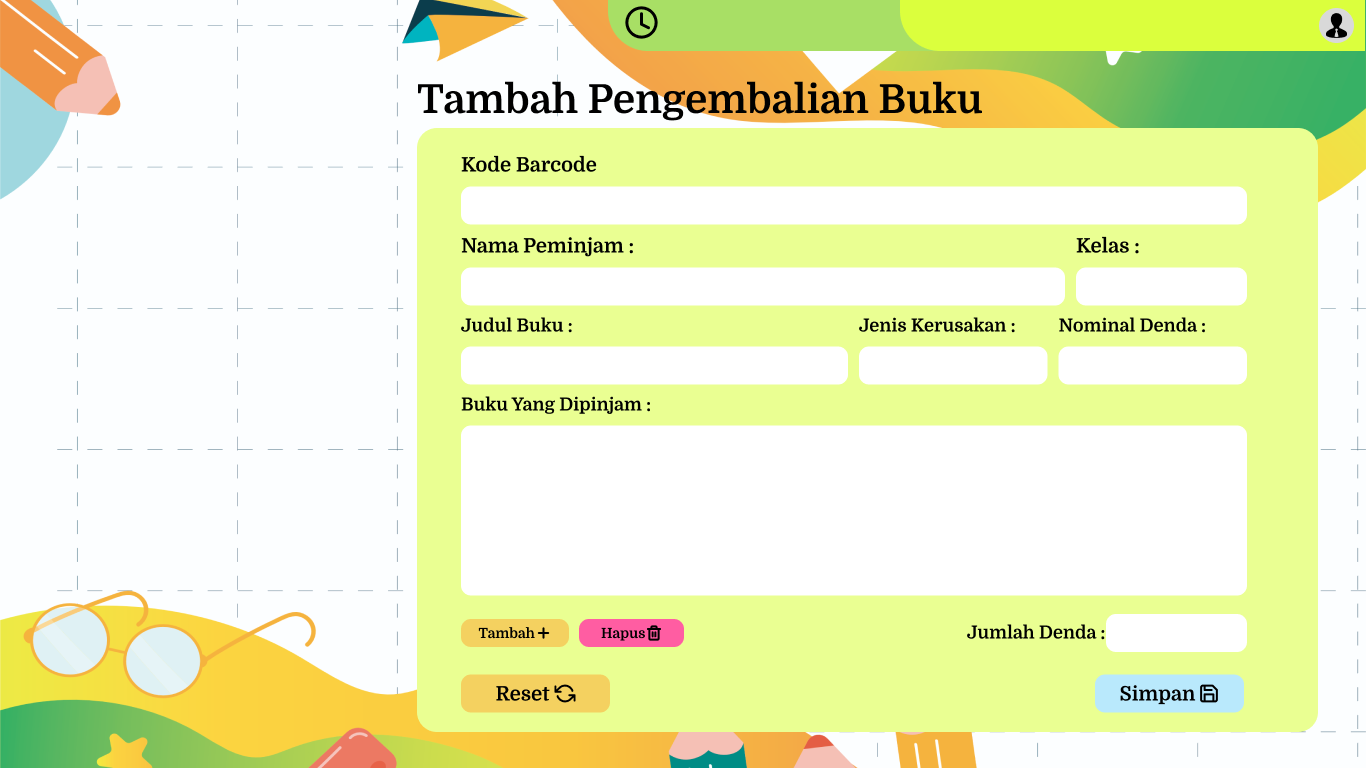 Tambah Pengembalian Buku
Kode Barcode
Nama Peminjam : Kelas :
Judul Buku : Jenis Kerusakan : Nominal Denda :
Buku Yang Dipinjam :
Tambah Hapus Jumlah Denda :
Reset Simpan